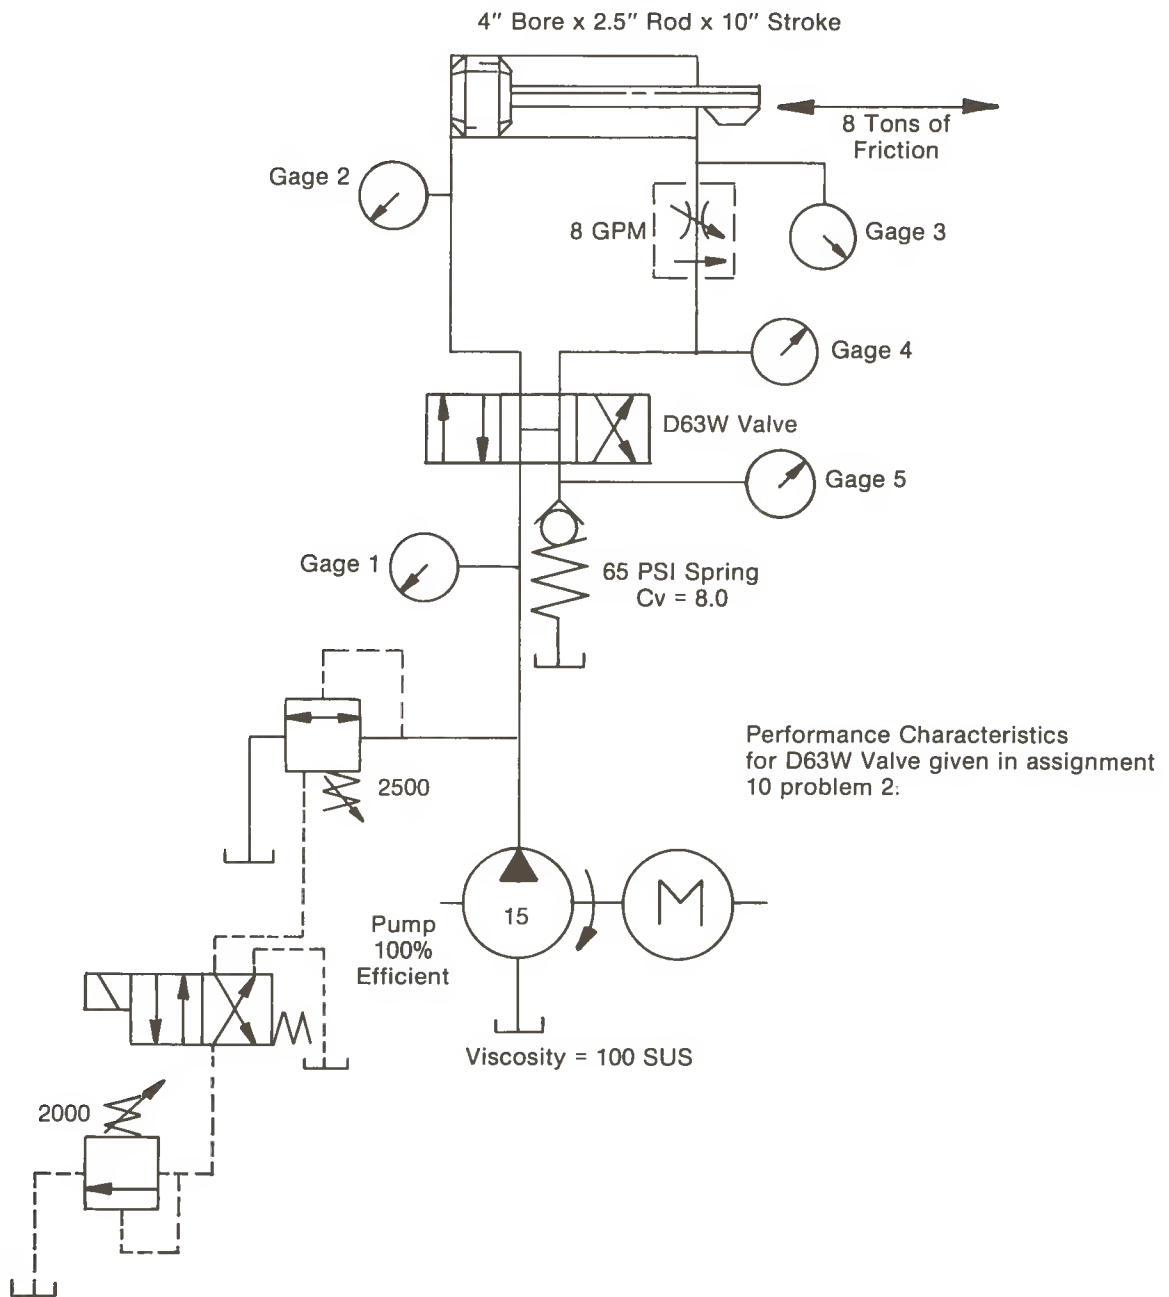 4" Bore x 2.5" Rod x 10" Stroke
8 Tons of
Friction
Gage 2
8 GPM
Gage 3
Gage 4
D63W Valve
Gage 5
Gage 1
65 PSI Spring
Cv = 8.0
Performance Characteristics
for D63W Valve given in assignment
10 problem 2.
2500
15
M
Pump
100%
Efficient
Viscosity = 100 SUS
2000